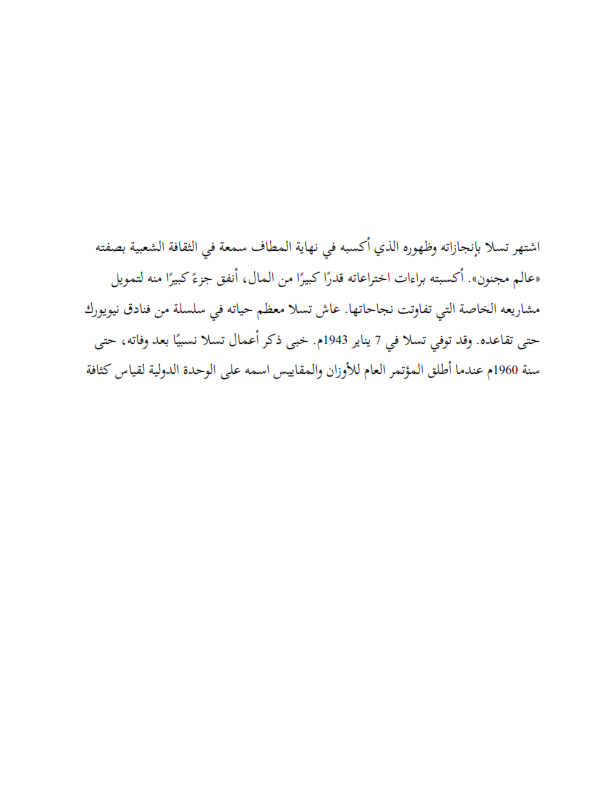 اشتهر تسلا بإنجازاته وظهوره الذي أكسبه في نهاية المطاف سمعة في الثقافة الشعبية بصفته
«عالم مجنون». أكسبته براءات اختراعاته قدرًا كبيرًا من المال، أنفق جزءً كبيرًا منه لتمويل
مشاريعه الخاصة التي تفاوتت نجاحاتها. عاش تسلا معظم حياته في سلسلة من فنادق نيويورك
حتى تقاعده. وقد توفي تسلا في 7 يناير 1943م. خبى ذكر أعمال تسلا نسبيًا بعد وفاته، حتى
سنة 1960م عندما أطلق المؤتمر العام للأوزان والمقاييس اسمه على الوحدة الدولية لقياس كثافة